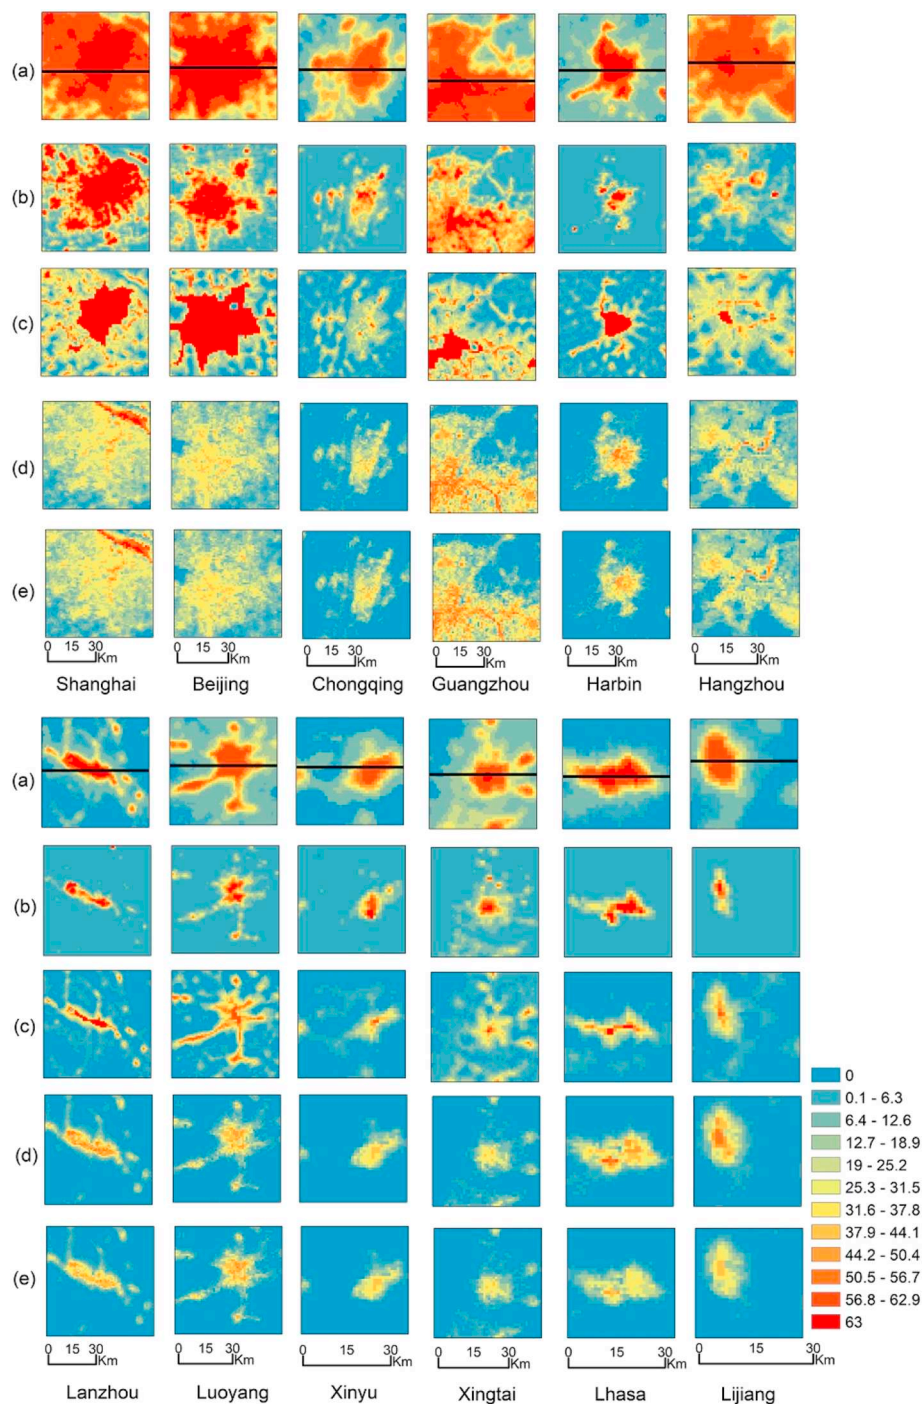 (a)
(b)
(c)
(d)
(e)
0 15 30 Km
0 15 30 Km
0 15 30 Km
0 15 30 Km
0 15 30 Km
0 15 30 Km
Shanghai Beijing Chongqing Guangzhou Harbin Hangzhou
(a)
(b)
(c)
(d)
(e)
0
0.1 - 6.3
6.4 - 12.6
12.7 - 18.9
19 - 25.2
25.3 - 31.5
31.6 - 37.8
37.9 - 44.1
44.2 - 50.4
50.5 - 56.7
56.8 - 62.9
63
0 15 30 Km
0 15 30 Km
0 15 30 Km
0 15 30 Km
0 15 30 Km
0 15 30 Km
Lanzhou Luoyang Xinyu Xingtai Lhasa Lijiang